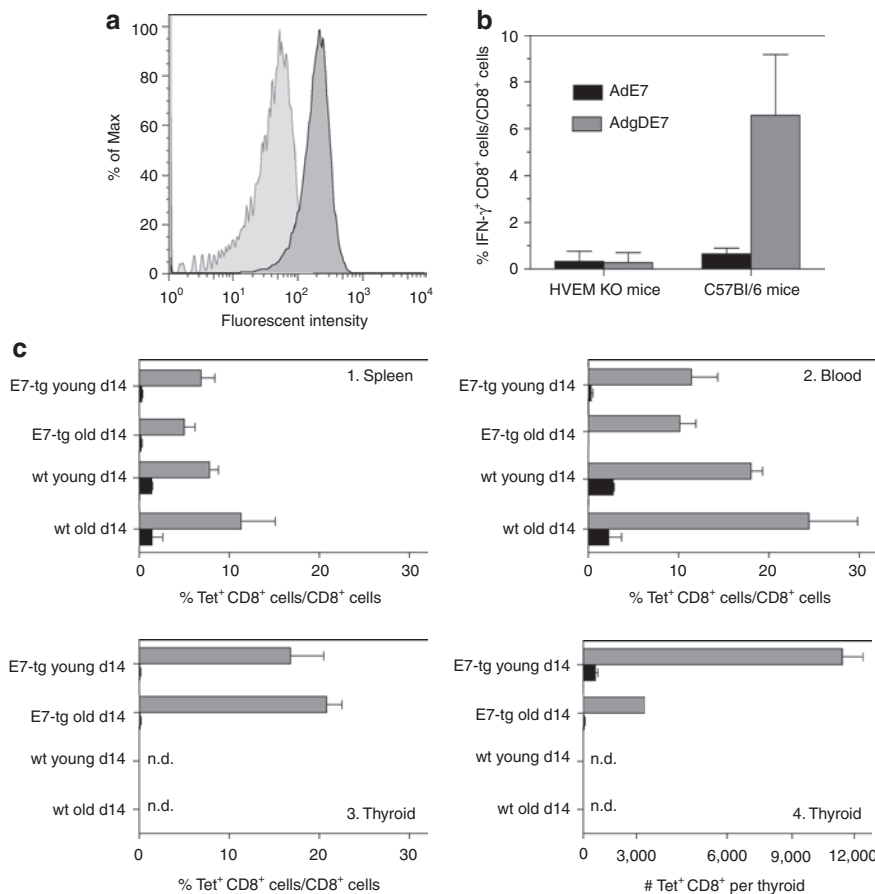 a
100
80
60
40
20
0
% of Max
10⁰ 10¹ 10² 10³ 10⁴
Fluorescent intensity
b
10
8
6
4
2
0
% IFN-γ⁺ CD8⁺ cells/CD8⁺ cells
AdE7
AdgDE7
HVEM KO mice C57Bl/6 mice
c
1. Spleen
E7-tg young d14
E7-tg old d14
wt young d14
wt old d14
0 10 20 30
% Tet⁺ CD8⁺ cells/CD8⁺ cells
2. Blood
E7-tg young d14
E7-tg old d14
wt young d14
wt old d14
0 10 20 30
% Tet⁺ CD8⁺ cells/CD8⁺ cells
E7-tg young d14
E7-tg old d14
wt young d14 n.d.
wt old d14 n.d.
3. Thyroid
0 10 20 30
% Tet⁺ CD8⁺ cells/CD8⁺ cells
E7-tg young d14
E7-tg old d14
wt young d14 n.d.
wt old d14 n.d.
4. Thyroid
0 3,000 6,000 9,000 12,000
# Tet⁺ CD8⁺ per thyroid